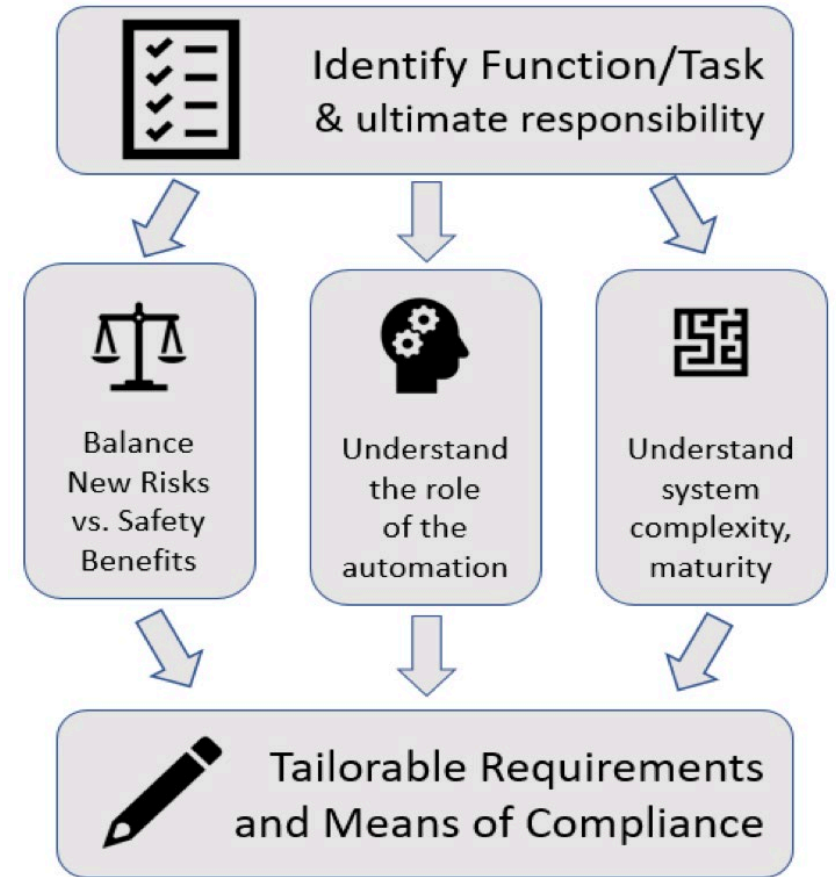 Identify Function/Task
& ultimate responsibility
Balance
New Risks
vs. Safety
Benefits
Understand
the role
of the
automation
Understand
system
complexity,
maturity
Tailorable Requirements
and Means of Compliance